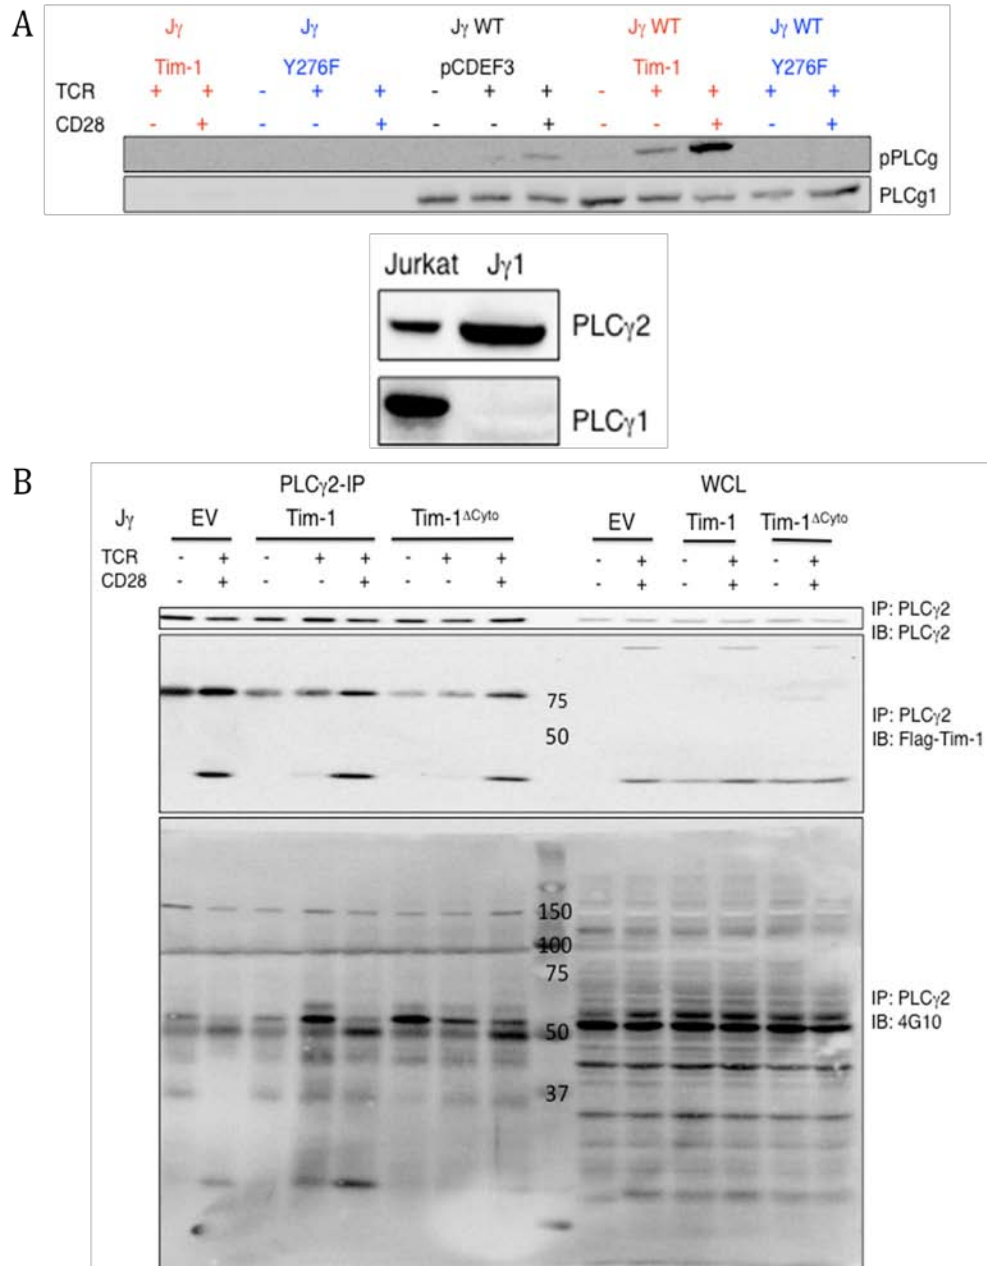 A
Jγ Jγ Jγ WT Jγ WT Jγ WT
Tim-1 Y276F pCDEF3 Tim-1 Y276F
TCR + + - + + - + + - + + + +
CD28 - + - - + - - + - - + - +
pPLCg
PLCg1
Jurkat Jγ1
PLCγ2
PLCγ1
B
PLCγ2-IP WCL
Jγ EV Tim-1 Tim-1ΔCyto EV Tim-1 Tim-1ΔCyto
TCR - + - + + - + + - + - + - +
CD28 - + - - + - - + - + - + - +
IP: PLCγ2
IB: PLCγ2
75
50
IP: PLCγ2
IB: Flag-Tim-1
150
100
75
50
37
IP: PLCγ2
IB: 4G10